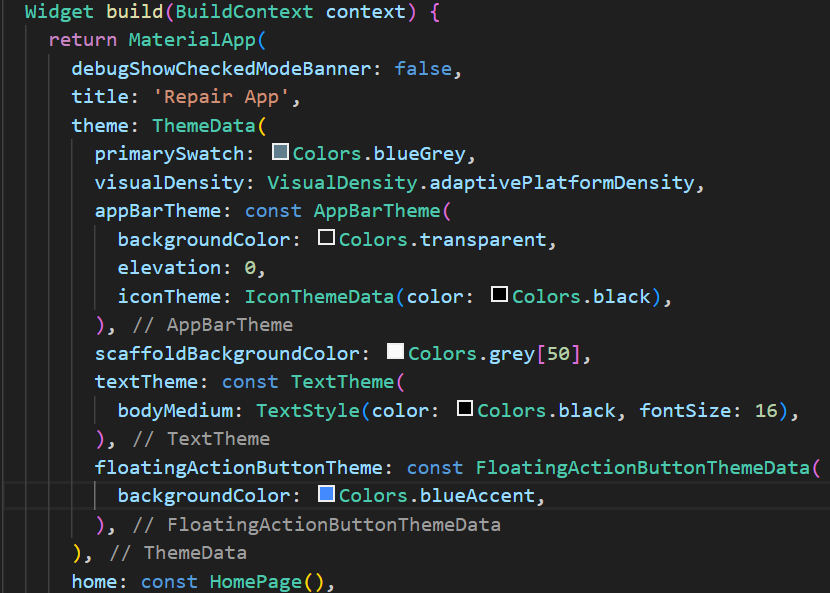 Widget build(BuildContext context) {
return MaterialApp(
debugShowCheckedModeBanner: false,
title: 'Repair App',
theme: ThemeData(
primarySwatch: Colors.blueGrey,
visualDensity: VisualDensity.adaptivePlatformDensity,
appBarTheme: const AppBarTheme(
backgroundColor: Colors.transparent,
elevation: 0,
iconTheme: IconThemeData(color: Colors.black),
), // AppBarTheme
scaffoldBackgroundColor: Colors.grey[50],
textTheme: const TextTheme(
bodyMedium: TextStyle(color: Colors.black, fontSize: 16),
), // TextTheme
floatingActionButtonTheme: const FloatingActionButtonThemeData(
backgroundColor: Colors.blueAccent,
), // FloatingActionButtonThemeData
), // ThemeData
home: const HomePage(),